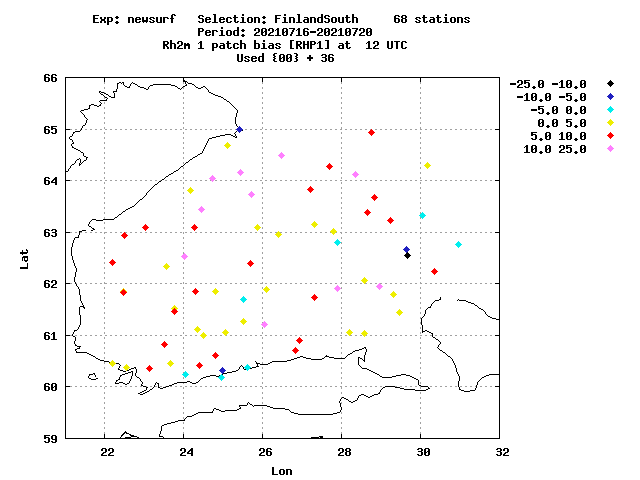 Exp: newsurf   Selection: FinlandSouth     68 stations
Period: 20210716-20210720
Rh2m 1 patch bias [RHP1] at  12 UTC
Used {00} + 36
-25.0 -10.0
-10.0 -5.0
-5.0 0.0
0.0 5.0
5.0 10.0
10.0 25.0
66
65
64
63
62
61
60
59
Lat
22 24 26 28 30 32
Lon